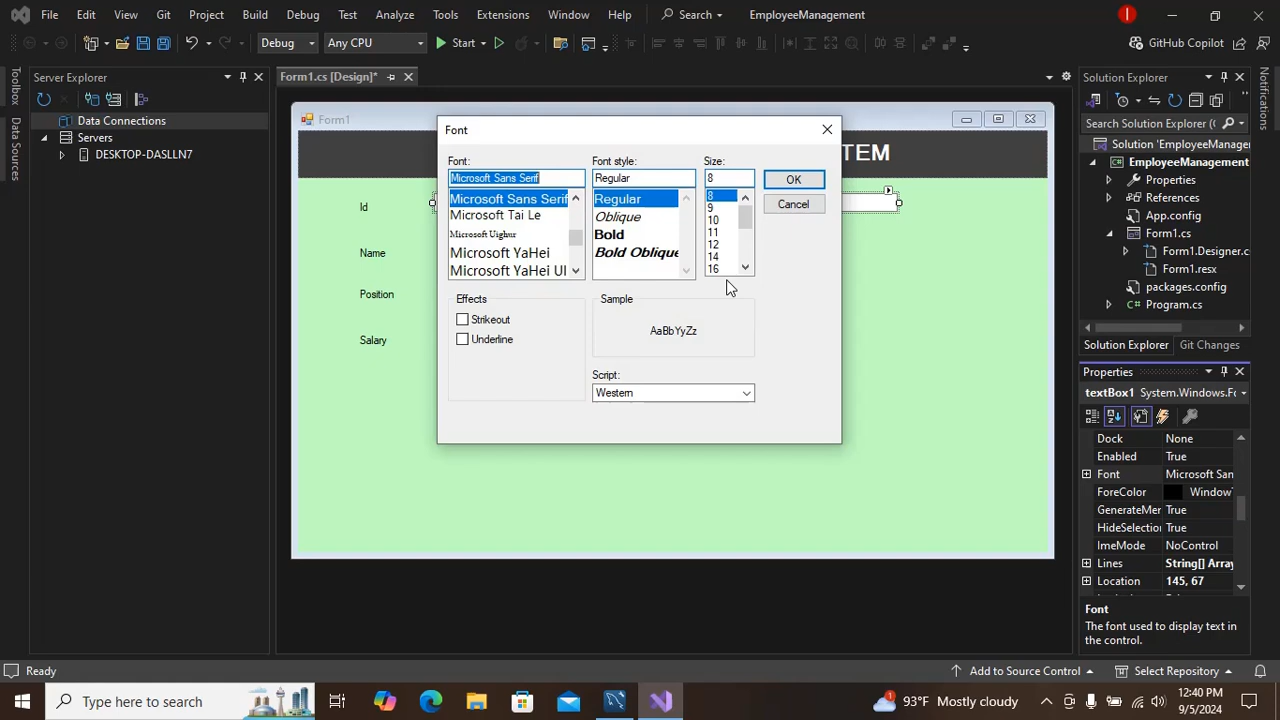 File Edit View Git Project Build Debug Test Analyze Tools Extensions Window Help Search EmployeeManagement
Debug Any CPU Start GitHub Copilot
Server Explorer
Form1.cs [Design]*
Solution Explorer
Toolbox
Data Sources
Notifications
Data Connections
Servers
DESKTOP-DASLLN7
Form1
TEM
Id
Name
Position
Salary
Font
Font:
Font style:
Size:
Microsoft Sans Serif
Regular
8
OK
Cancel
Microsoft Sans Serif
Microsoft Tai Le
Microsoft Uighur
Microsoft YaHei
Microsoft YaHei UI
Regular
Oblique
Bold
Bold Oblique
8
9
10
11
12
14
16
Effects
Strikeout
Underline
Sample
AaBbYyZz
Script:
Western
Search Solution Explorer (
Solution 'EmployeeManagement'
EmployeeManagement
Properties
References
App.config
Form1.cs
Form1.Designer.c
Form1.resx
packages.config
Program.cs
Solution Explorer Git Changes
Properties
textBox1 System.Windows.Fo
Dock None
Enabled True
Font Microsoft San
ForeColor Window
GenerateMer True
HideSelection True
ImeMode NoControl
Lines String[] Array
Location 145, 67
Font
The font used to display text in
the control.
Ready
Add to Source Control Select Repository
Type here to search
93°F Mostly cloudy
12:40 PM
9/5/2024